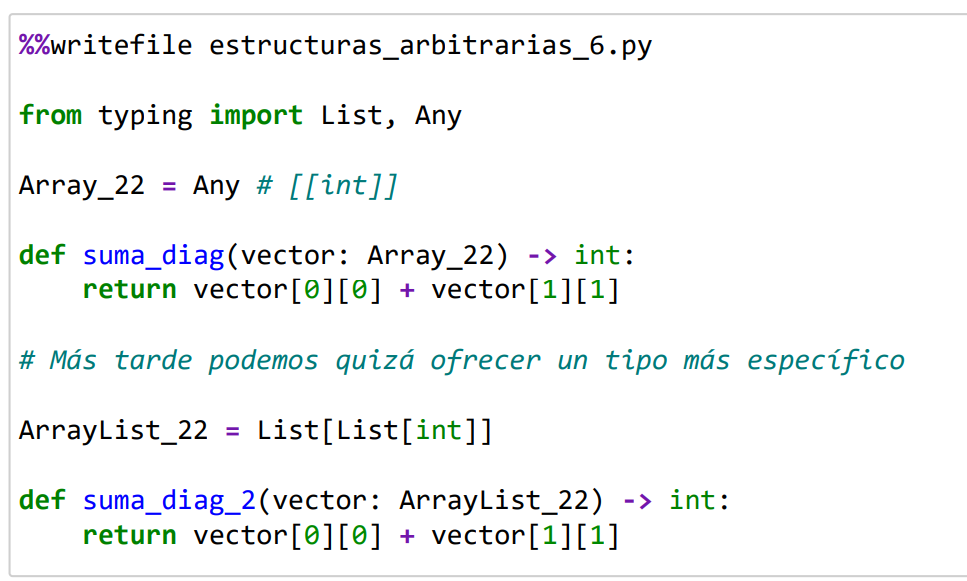 %%writefile estructuras_arbitrarias_6.py
from typing import List, Any
Array_22 = Any # [[int]]
def suma_diag(vector: Array_22) -> int:
    return vector[0][0] + vector[1][1]
# Más tarde podemos quizá ofrecer un tipo más específico
ArrayList_22 = List[List[int]]
def suma_diag_2(vector: ArrayList_22) -> int:
    return vector[0][0] + vector[1][1]